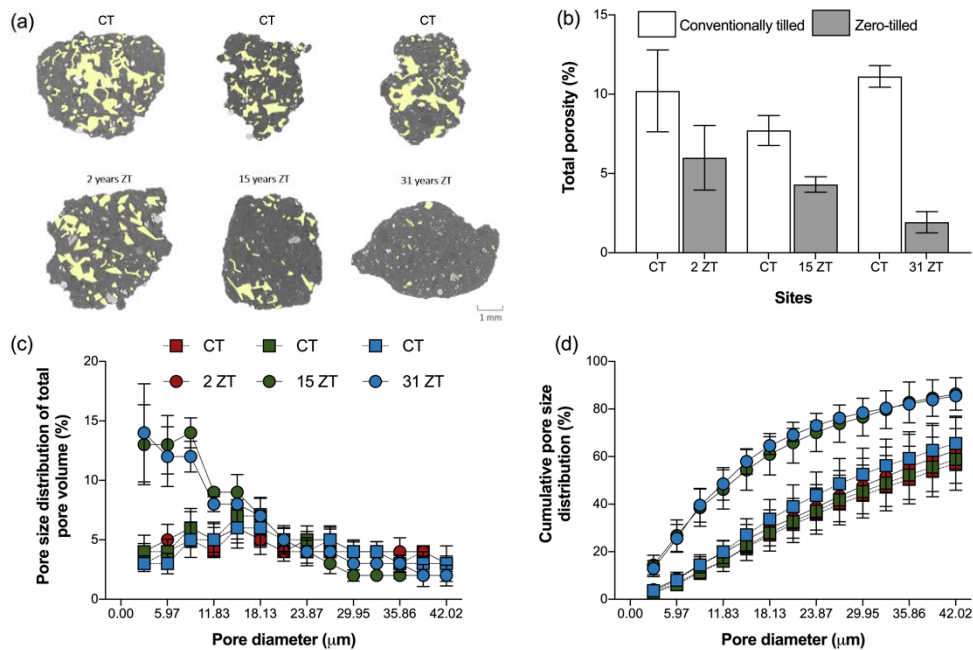 (a)
CT
CT
CT
2 years ZT
15 years ZT
31 years ZT
1 mm
(b)
Conventionally tilled
Zero-tilled
Total porosity (%)
15
10
5
0
CT
2 ZT
CT
15 ZT
CT
31 ZT
Sites
(c)
CT
CT
CT
2 ZT
15 ZT
31 ZT
Pore size distribution of total
pore volume (%)
20
15
10
5
0
0.00
5.97
11.83
18.13
23.87
29.95
35.86
42.02
Pore diameter (μm)
(d)
Cumulative pore size
distribution (%)
100
80
60
40
20
0
0.00
5.97
11.83
18.13
23.87
29.95
35.86
42.02
Pore diameter (μm)